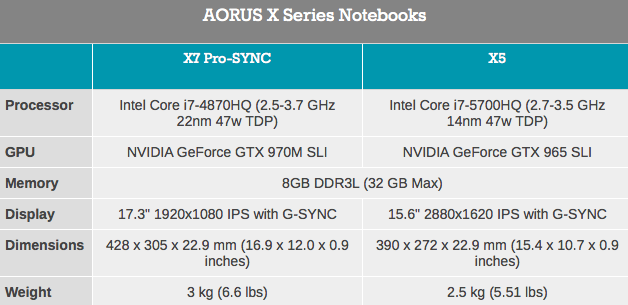 AORUS X Series Notebooks
X7 Pro-SYNC X5
Processor Intel Core i7-4870HQ (2.5-3.7 GHz Intel Core i7-5700HQ (2.7-3.5 GHz
22nm 47w TDP) 14nm 47w TDP)
GPU NVIDIA GeForce GTX 970M SLI NVIDIA GeForce GTX 965 SLI
Memory 8GB DDR3L (32 GB Max)
Display 17.3" 1920x1080 IPS with G-SYNC 15.6" 2880x1620 IPS with G-SYNC
Dimensions 428 x 305 x 22.9 mm (16.9 x 12.0 x 0.9 390 x 272 x 22.9 mm (15.4 x 10.7 x 0.9
inches) inches)
Weight 3 kg (6.6 lbs) 2.5 kg (5.51 lbs)